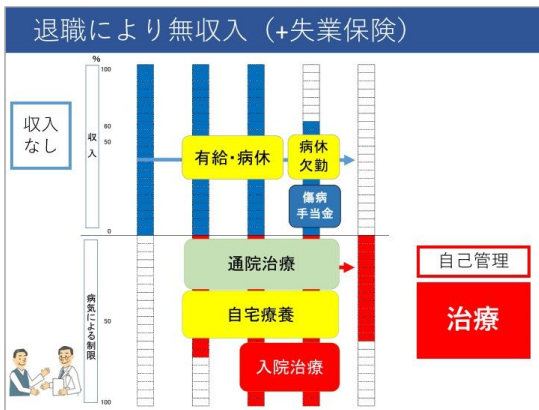 退職により無収入（+失業保険）
%
100
60
50
0
収入
収入
なし
有給・病休
病休
欠勤
傷病
手当金
通院治療
自宅療養
入院治療
病気による制限
50
100
自己管理
治療